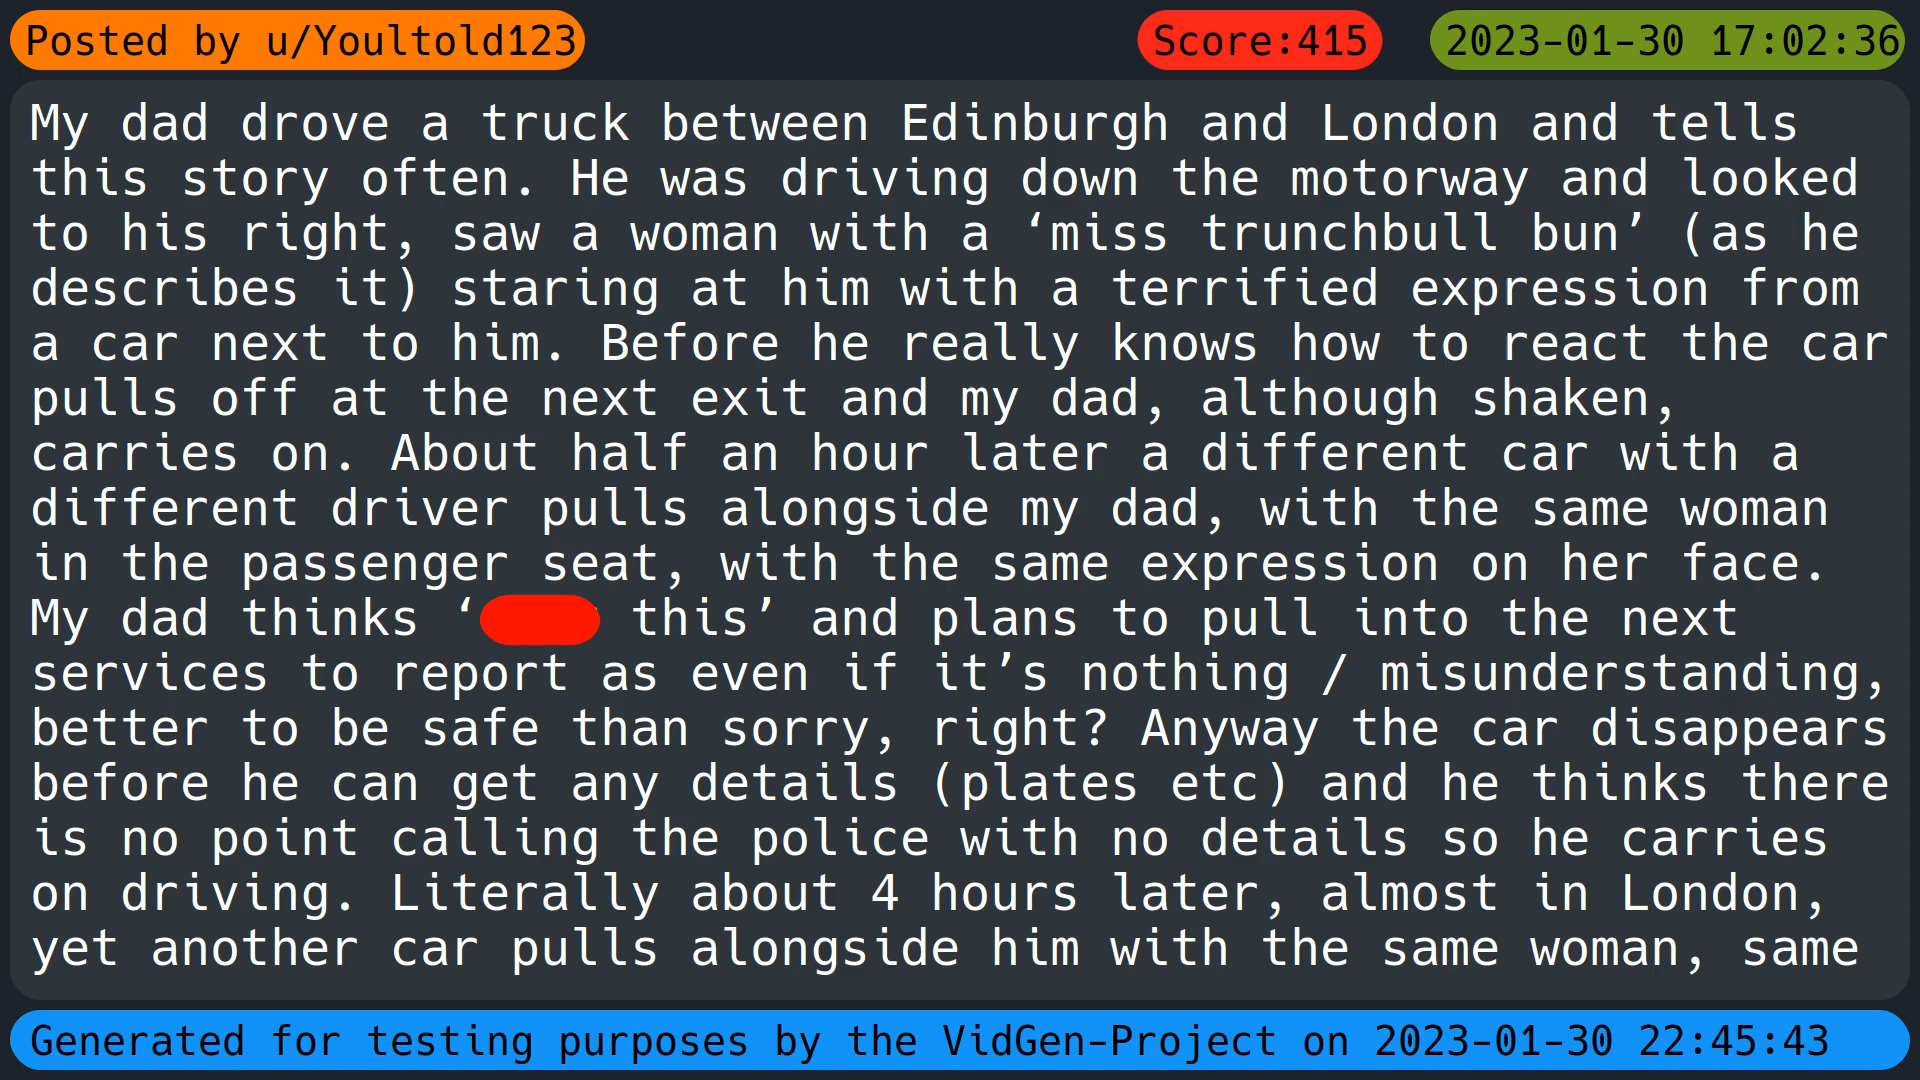 Posted by u/Youltold123
Score:415
2023-01-30 17:02:36
My dad drove a truck between Edinburgh and London and tells
this story often. He was driving down the motorway and looked
to his right, saw a woman with a ‘miss trunchbull bun’ (as he
describes it) staring at him with a terrified expression from
a car next to him. Before he really knows how to react the car
pulls off at the next exit and my dad, although shaken,
carries on. About half an hour later a different car with a
different driver pulls alongside my dad, with the same woman
in the passenger seat, with the same expression on her face.
My dad thinks ‘ this’ and plans to pull into the next
services to report as even if it’s nothing / misunderstanding,
better to be safe than sorry, right? Anyway the car disappears
before he can get any details (plates etc) and he thinks there
is no point calling the police with no details so he carries
on driving. Literally about 4 hours later, almost in London,
yet another car pulls alongside him with the same woman, same
Generated for testing purposes by the VidGen-Project on 2023-01-30 22:45:43